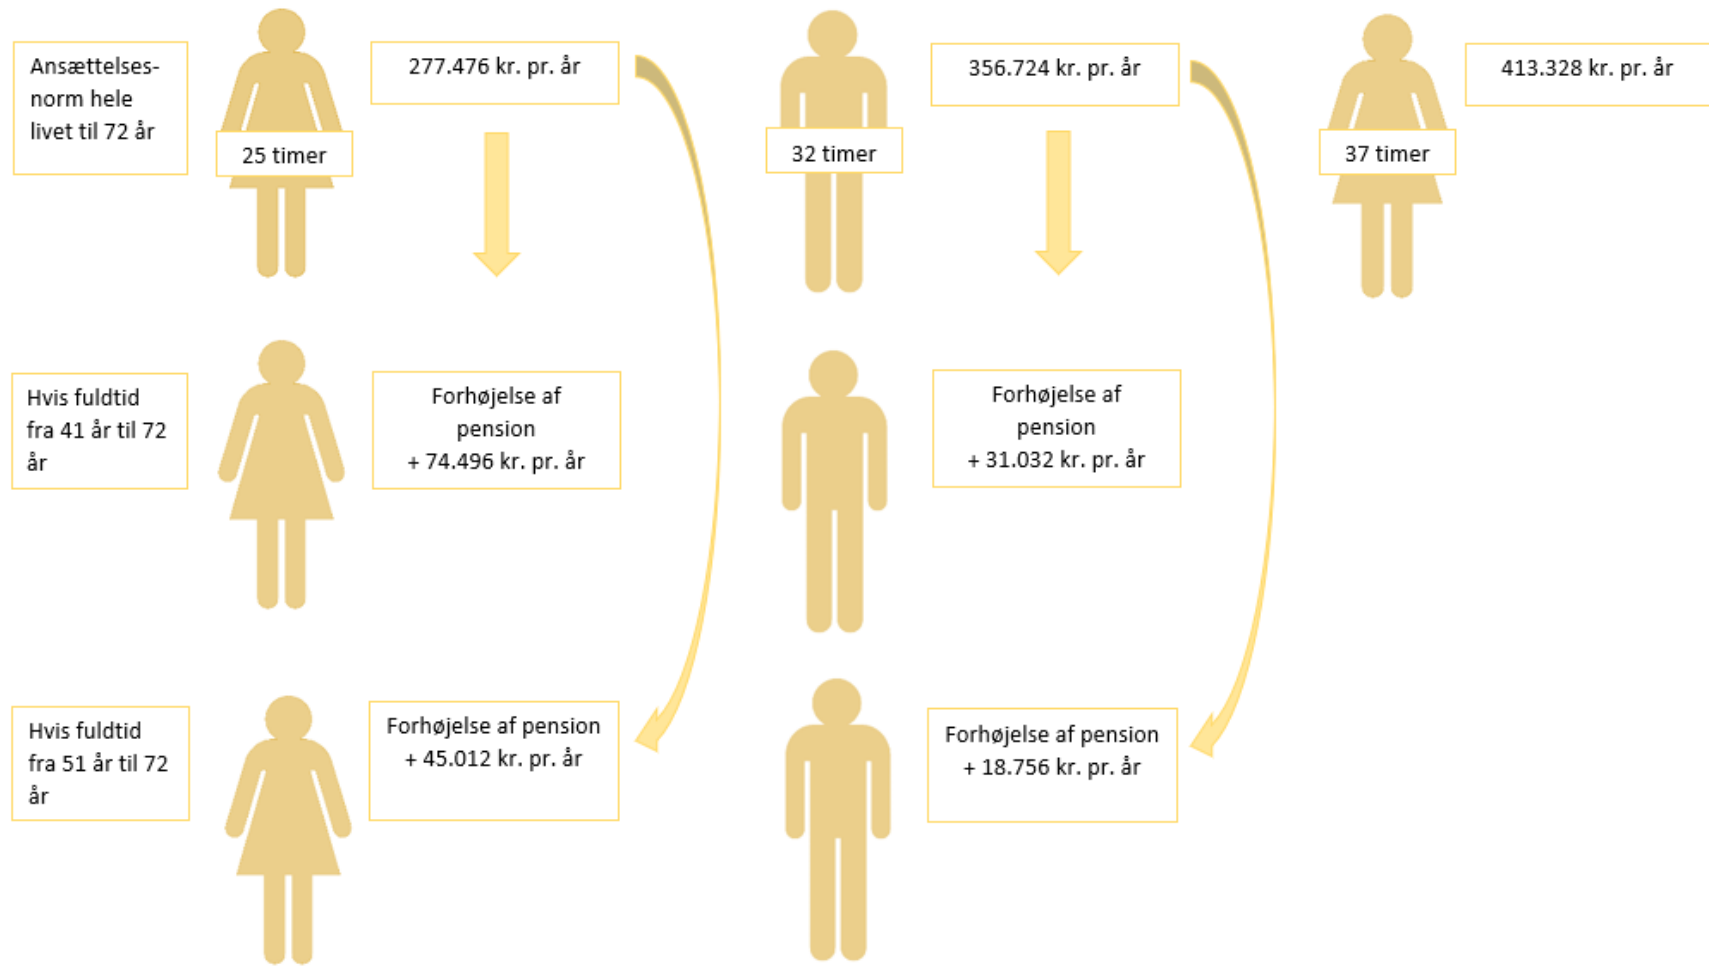 Ansættelses-
norm hele
livet til 72 år
25 timer
277.476 kr. pr. år
32 timer
356.724 kr. pr. år
37 timer
413.328 kr. pr. år
Hvis fuldtid
fra 41 år til 72
år
Forhøjelse af
pension
+ 74.496 kr. pr. år
Forhøjelse af
pension
+ 31.032 kr. pr. år
Hvis fuldtid
fra 51 år til 72
år
Forhøjelse af pension
+ 45.012 kr. pr. år
Forhøjelse af pension
+ 18.756 kr. pr. år